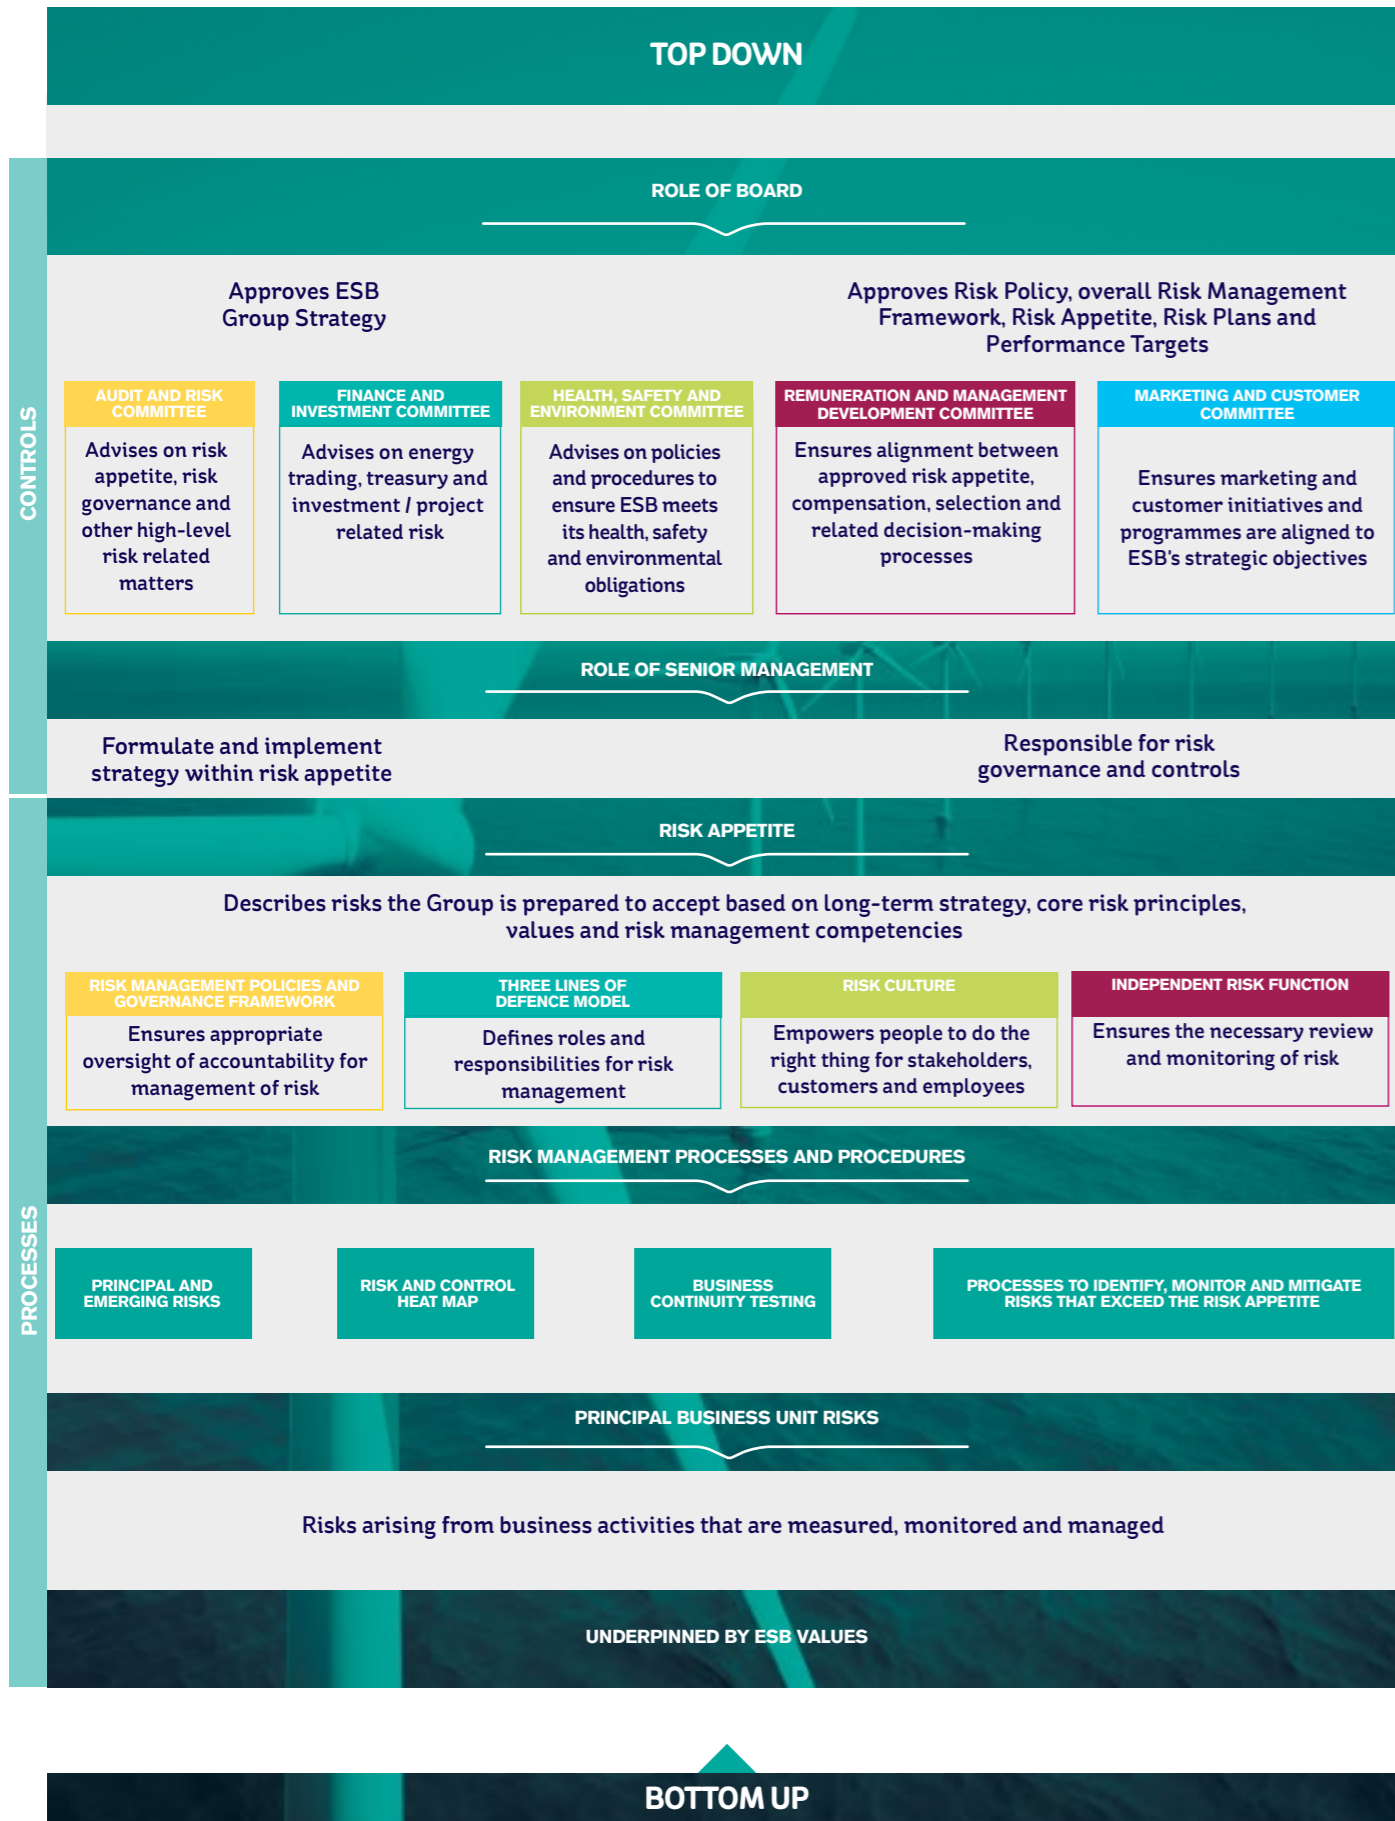 TOP DOWN
CONTROLS
ROLE OF BOARD
Approves ESB
Group Strategy
Approves Risk Policy, overall Risk Management
Framework, Risk Appetite, Risk Plans and
Performance Targets
AUDIT AND RISK
COMMITTEE
Advises on risk
appetite, risk
governance and
other high-level
risk related
matters
FINANCE AND
INVESTMENT COMMITTEE
Advises on energy
trading, treasury and
investment / project
related risk
HEALTH, SAFETY AND
ENVIRONMENT COMMITTEE
Advises on policies
and procedures to
ensure ESB meets
its health, safety
and environmental
obligations
REMUNERATION AND MANAGEMENT
DEVELOPMENT COMMITTEE
Ensures alignment between
approved risk appetite,
compensation, selection and
related decision-making
processes
MARKETING AND CUSTOMER
COMMITTEE
Ensures marketing and
customer initiatives and
programmes are aligned to
ESB's strategic objectives
ROLE OF SENIOR MANAGEMENT
Formulate and implement
strategy within risk appetite
Responsible for risk
governance and controls
PROCESSES
RISK APPETITE
Describes risks the Group is prepared to accept based on long-term strategy, core risk principles,
values and risk management competencies
RISK MANAGEMENT POLICIES AND
GOVERNANCE FRAMEWORK
Ensures appropriate
oversight of accountability for
management of risk
THREE LINES OF
DEFENCE MODEL
Defines roles and
responsibilities for risk
management
RISK CULTURE
Empowers people to do the
right thing for stakeholders,
customers and employees
INDEPENDENT RISK FUNCTION
Ensures the necessary review
and monitoring of risk
RISK MANAGEMENT PROCESSES AND PROCEDURES
PRINCIPAL AND
EMERGING RISKS
RISK AND CONTROL
HEAT MAP
BUSINESS
CONTINUITY TESTING
PROCESSES TO IDENTIFY, MONITOR AND MITIGATE
RISKS THAT EXCEED THE RISK APPETITE
PRINCIPAL BUSINESS UNIT RISKS
Risks arising from business activities that are measured, monitored and managed
UNDERPINNED BY ESB VALUES
BOTTOM UP